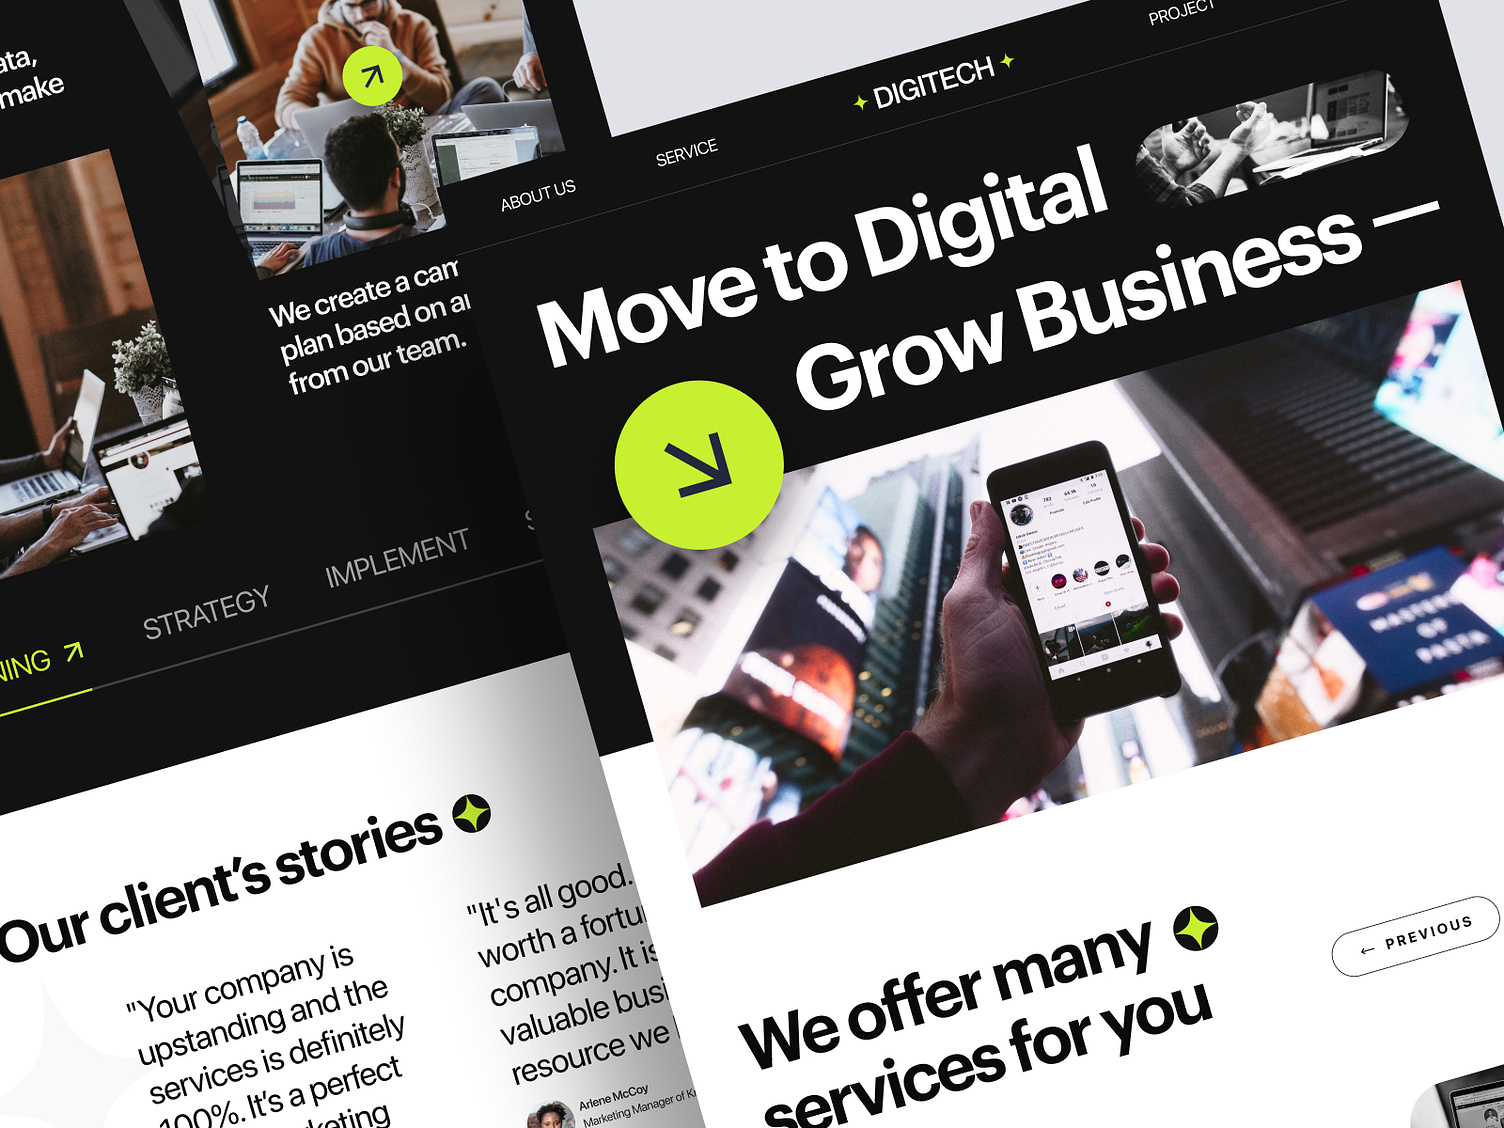 ata,
make
We create a cam
plan based on a
from our team.
NING
STRATEGY
IMPLEMENT
S
Our client's stories
"Your company is
upstanding and the
services is definitely
100%. It's a perfect
keting
"It's all good.
worth a fortu
company. It is
valuable busi
resource we
Arlene McCoy
Marketing Manager of K
PROJECT
DIGITECH
SERVICE
ABOUT US
Move to Digital
Grow Business —
MASTERS
OF
PASTA
We offer many
services for you
← PREVIOUS